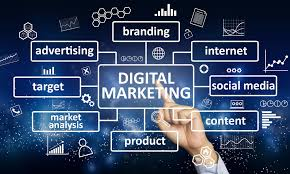 branding
advertising
internet
DIGITAL
MARKETING
target
social media
market
analysis
content
product